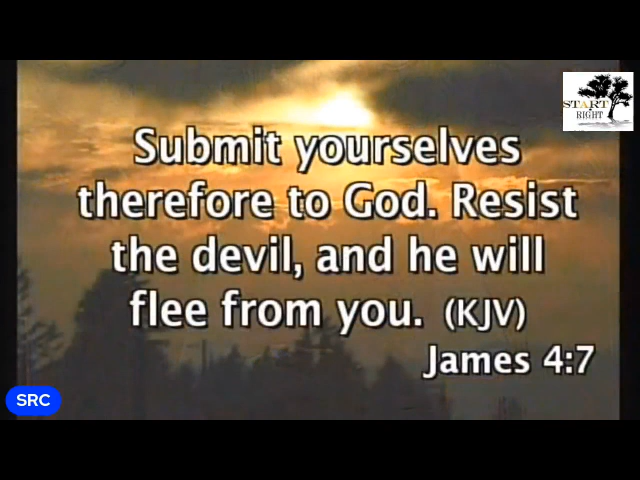 START
RIGHT
Submit yourselves
therefore to God. Resist
the devil, and he will
flee from you. (KJV)
James 4:7
SRC